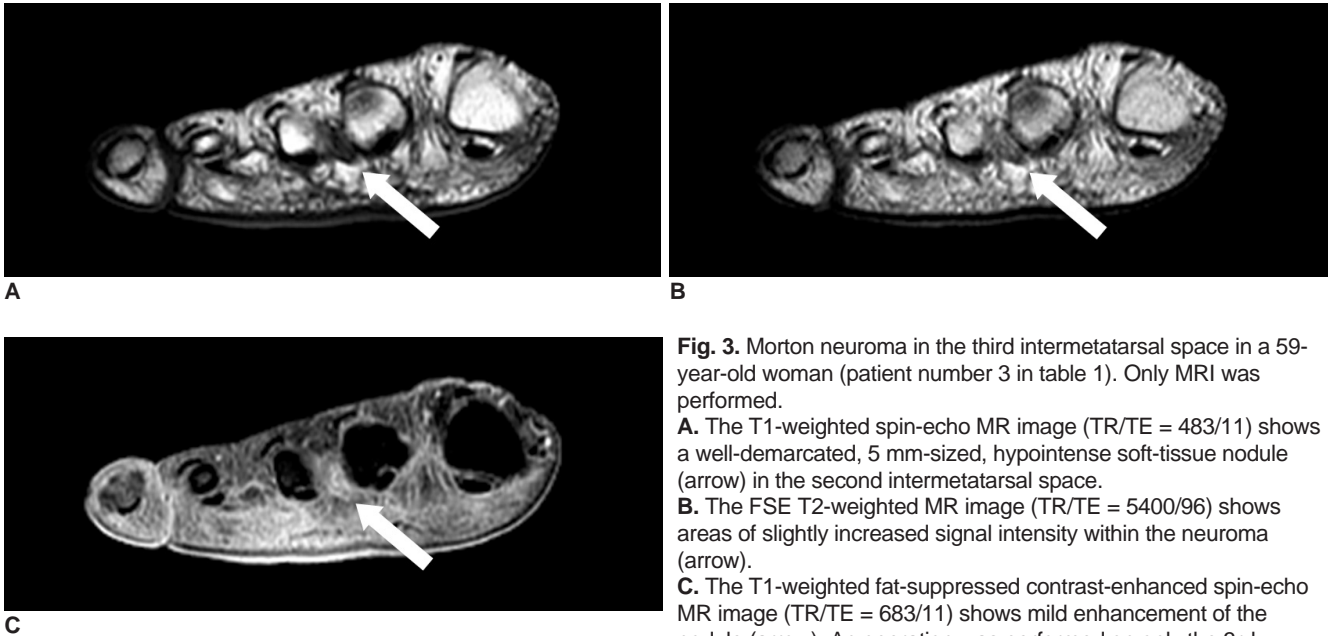 A
B
C
Fig. 3. Morton neuroma in the third intermetatarsal space in a 59-
year-old woman (patient number 3 in table 1). Only MRI was
performed.
A. The T1-weighted spin-echo MR image (TR/TE = 483/11) shows
a well-demarcated, 5 mm-sized, hypointense soft-tissue nodule
(arrow) in the second intermetatarsal space.
B. The FSE T2-weighted MR image (TR/TE = 5400/96) shows
areas of slightly increased signal intensity within the neuroma
(arrow).
C. The T1-weighted fat-suppressed contrast-enhanced spin-echo
MR image (TR/TE = 683/11) shows mild enhancement of the